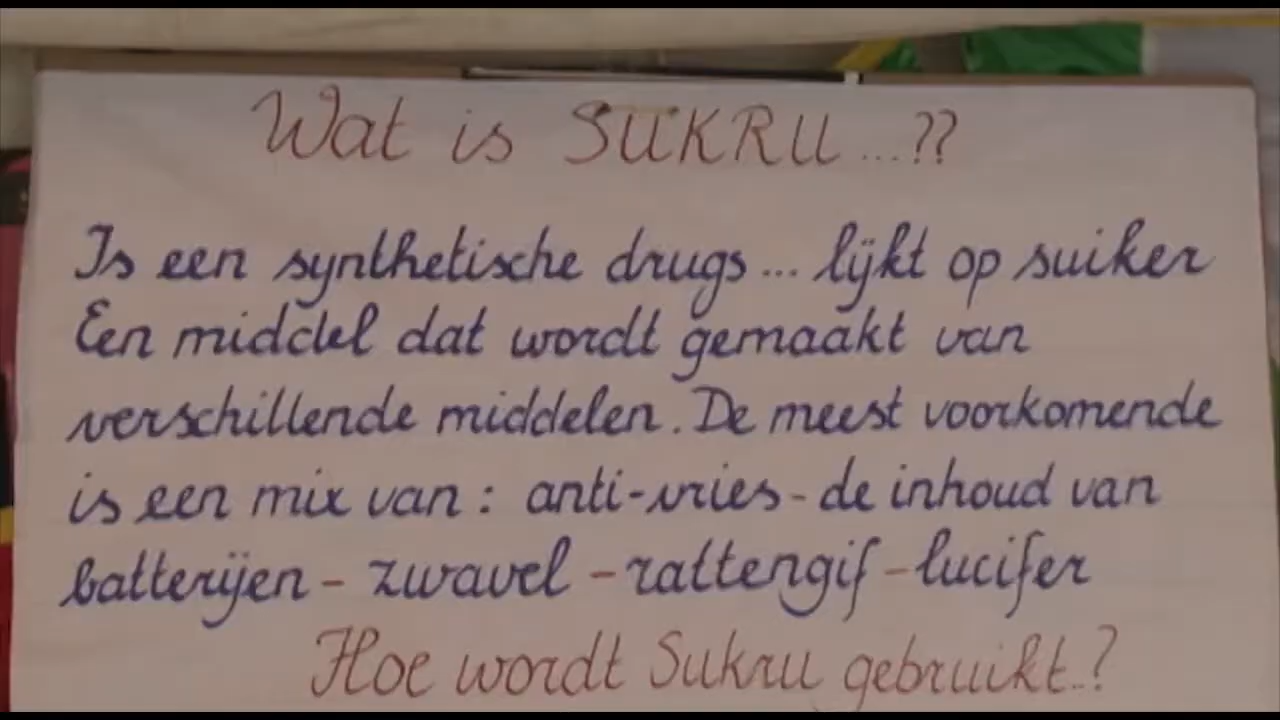 Wat is SUKRU...??
Is een synthetische drugs... lijkt op suiker
Een middel dat wordt gemaakt van
verschillende middelen. De meest voorkomende
is een mix van: anti-vries - de inhoud van
batterijen - zwavel - rattengif - lucifer
Hoe wordt Sukru gebruikt..?